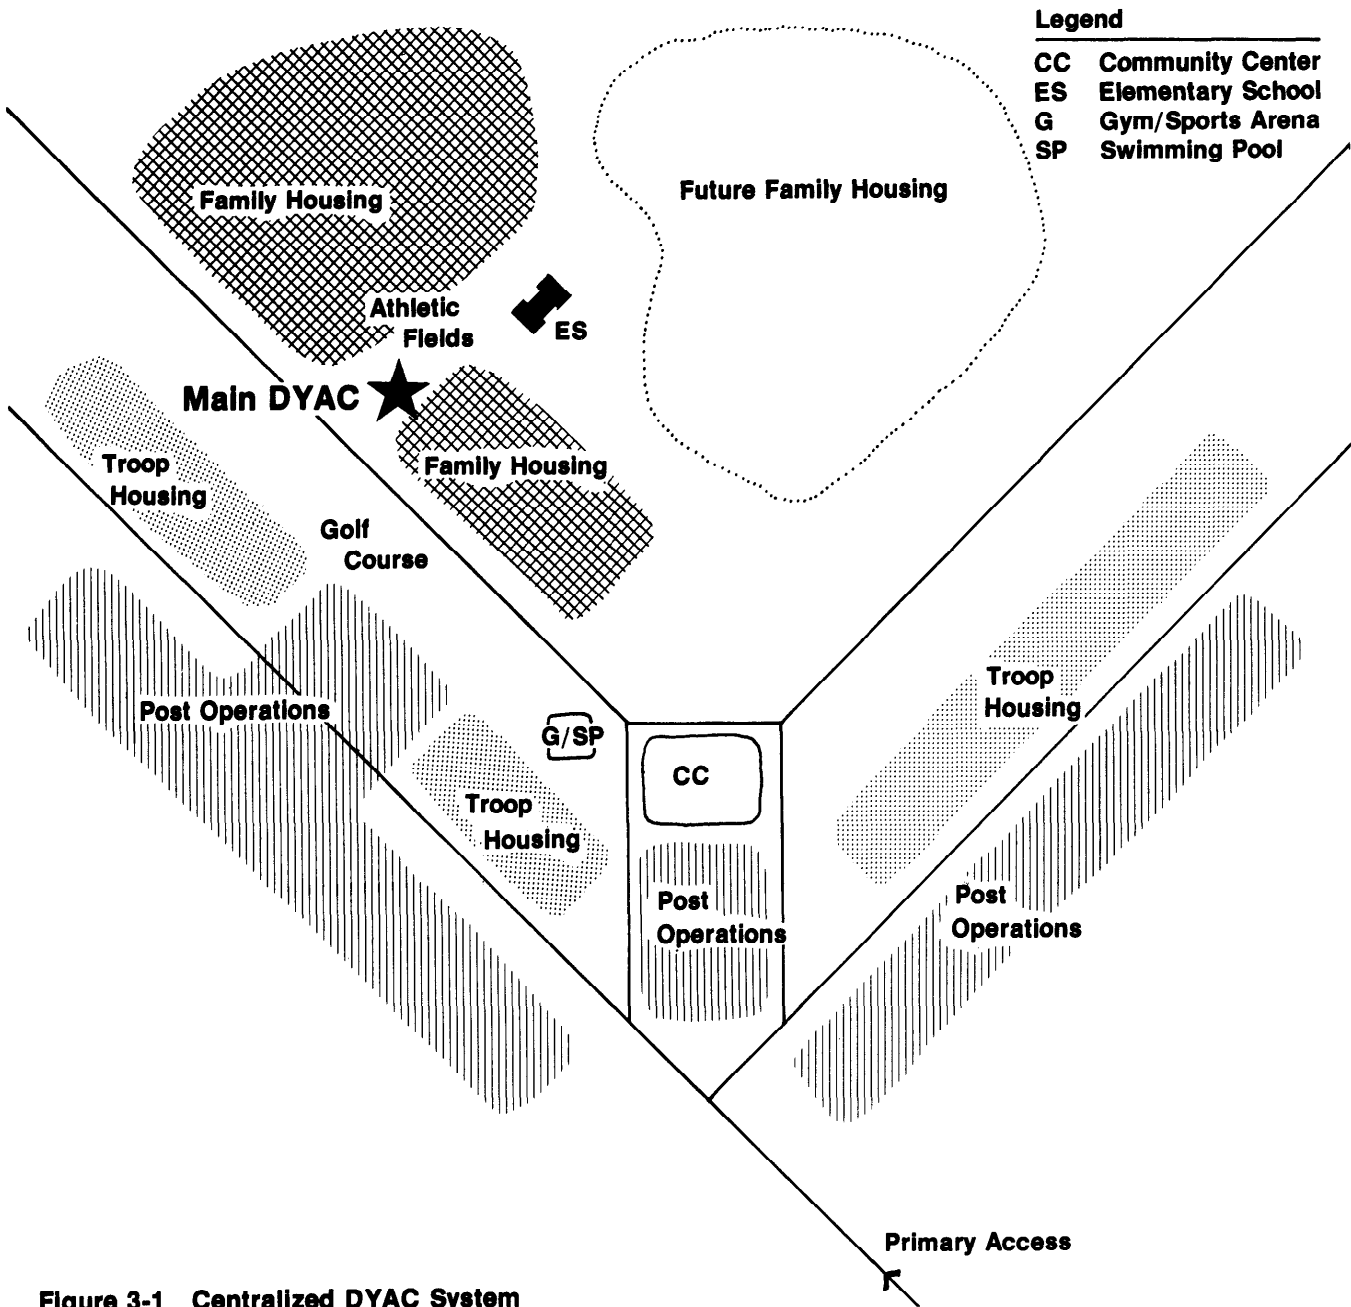 Legend
CC Community Center
ES Elementary School
G Gym/Sports Arena
SP Swimming Pool
Family Housing
Future Family Housing
Athletic
Fields
ES
Main DYAC
Family Housing
Troop
Housing
Golf
Course
Troop
Housing
Post Operations
G/SP
CC
Troop
Housing
Post
Operations
Post
Operations
Primary Access
Figure 3-1 Centralized DYAC System